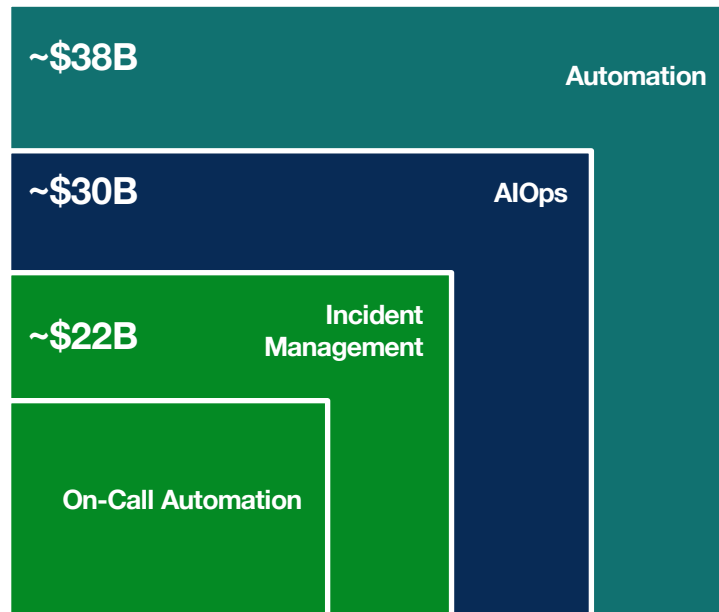 ~$38B
Automation
~$30B
AIOps
~$22B
Incident
Management
On-Call Automation